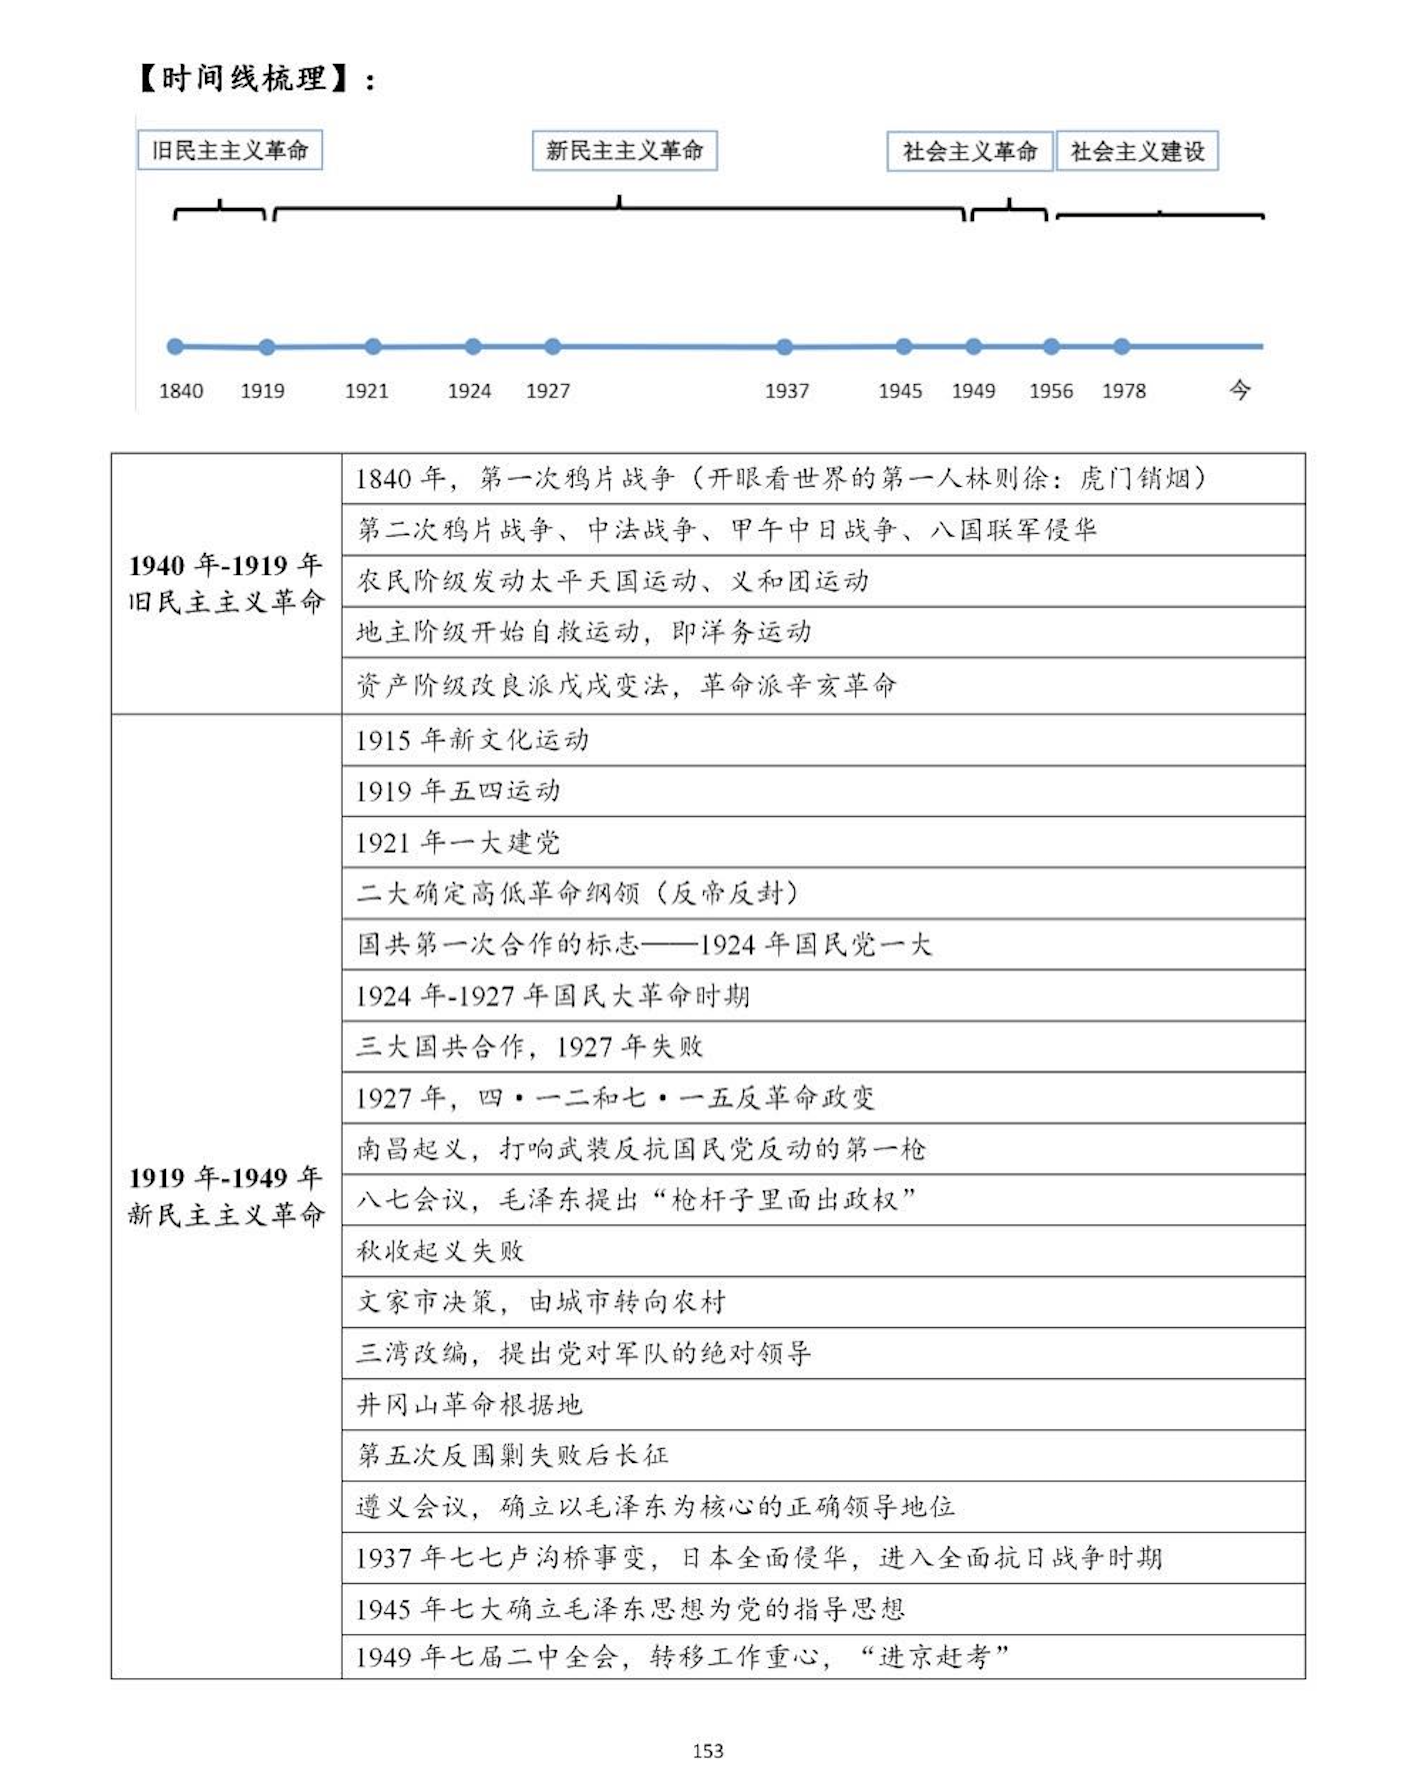 【时间线梳理】：
旧民主主义革命 新民主主义革命 社会主义革命 社会主义建设
1840 1919 1921 1924 1927 1937 1945 1949 1956 1978 今
1940 年-1919 年
旧民主主义革命
1840 年，第一次鸦片战争（开眼看世界的第一人林则徐：虎门销烟）
第二次鸦片战争、中法战争、甲午中日战争、八国联军侵华
农民阶级发动太平天国运动、义和团运动
地主阶级开始自救运动，即洋务运动
资产阶级改良派戊戌变法，革命派辛亥革命
1919 年-1949 年
新民主主义革命
1915 年新文化运动
1919 年五四运动
1921 年一大建党
二大确定高低革命纲领（反帝反封）
国共第一次合作的标志——1924 年国民党一大
1924 年-1927 年国民大革命时期
三大国共合作，1927 年失败
1927 年，四·一二和七·一五反革命政变
南昌起义，打响武装反抗国民党反动的第一枪
八七会议，毛泽东提出“枪杆子里面出政权”
秋收起义失败
文家市决策，由城市转向农村
三湾改编，提出党对军队的绝对领导
井冈山革命根据地
第五次反围剿失败后长征
遵义会议，确立以毛泽东为核心的正确领导地位
1937 年七七卢沟桥事变，日本全面侵华，进入全面抗日战争时期
1945 年七大确立毛泽东思想为党的指导思想
1949 年七届二中全会，转移工作重心，“进京赶考”
153